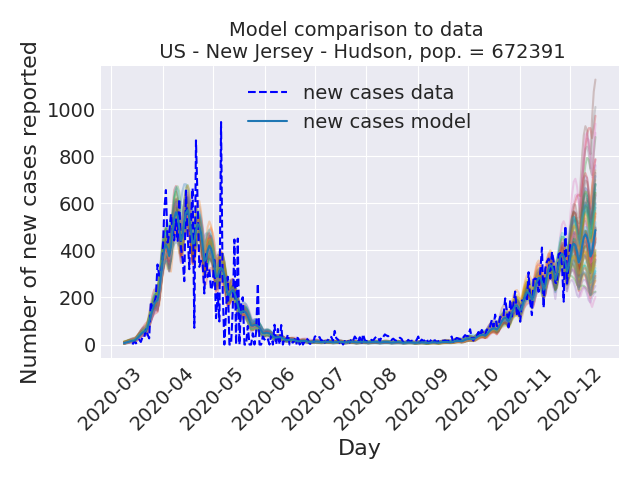 Model comparison to data
US - New Jersey - Hudson, pop. = 672391
Number of new cases reported
1000
800
600
400
200
0
new cases data
new cases model
2020-03
2020-04
2020-05
2020-06
2020-07
2020-08
2020-09
2020-10
2020-11
2020-12
Day